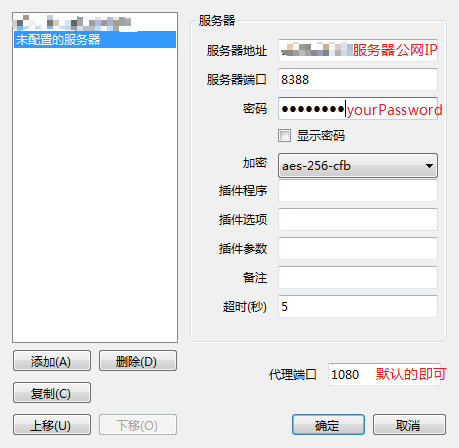 未配置的服务器
服务器
服务器地址 服务器公网IP
服务器端口 8388
密码 ●●●●●●●● yourPassword
显示密码
加密 aes-256-cfb
插件程序
插件选项
插件参数
备注
超时(秒) 5
添加(A) 删除(D)
代理端口 1080 默认的即可
复制(C)
上移(U) 下移(O) 确定 取消